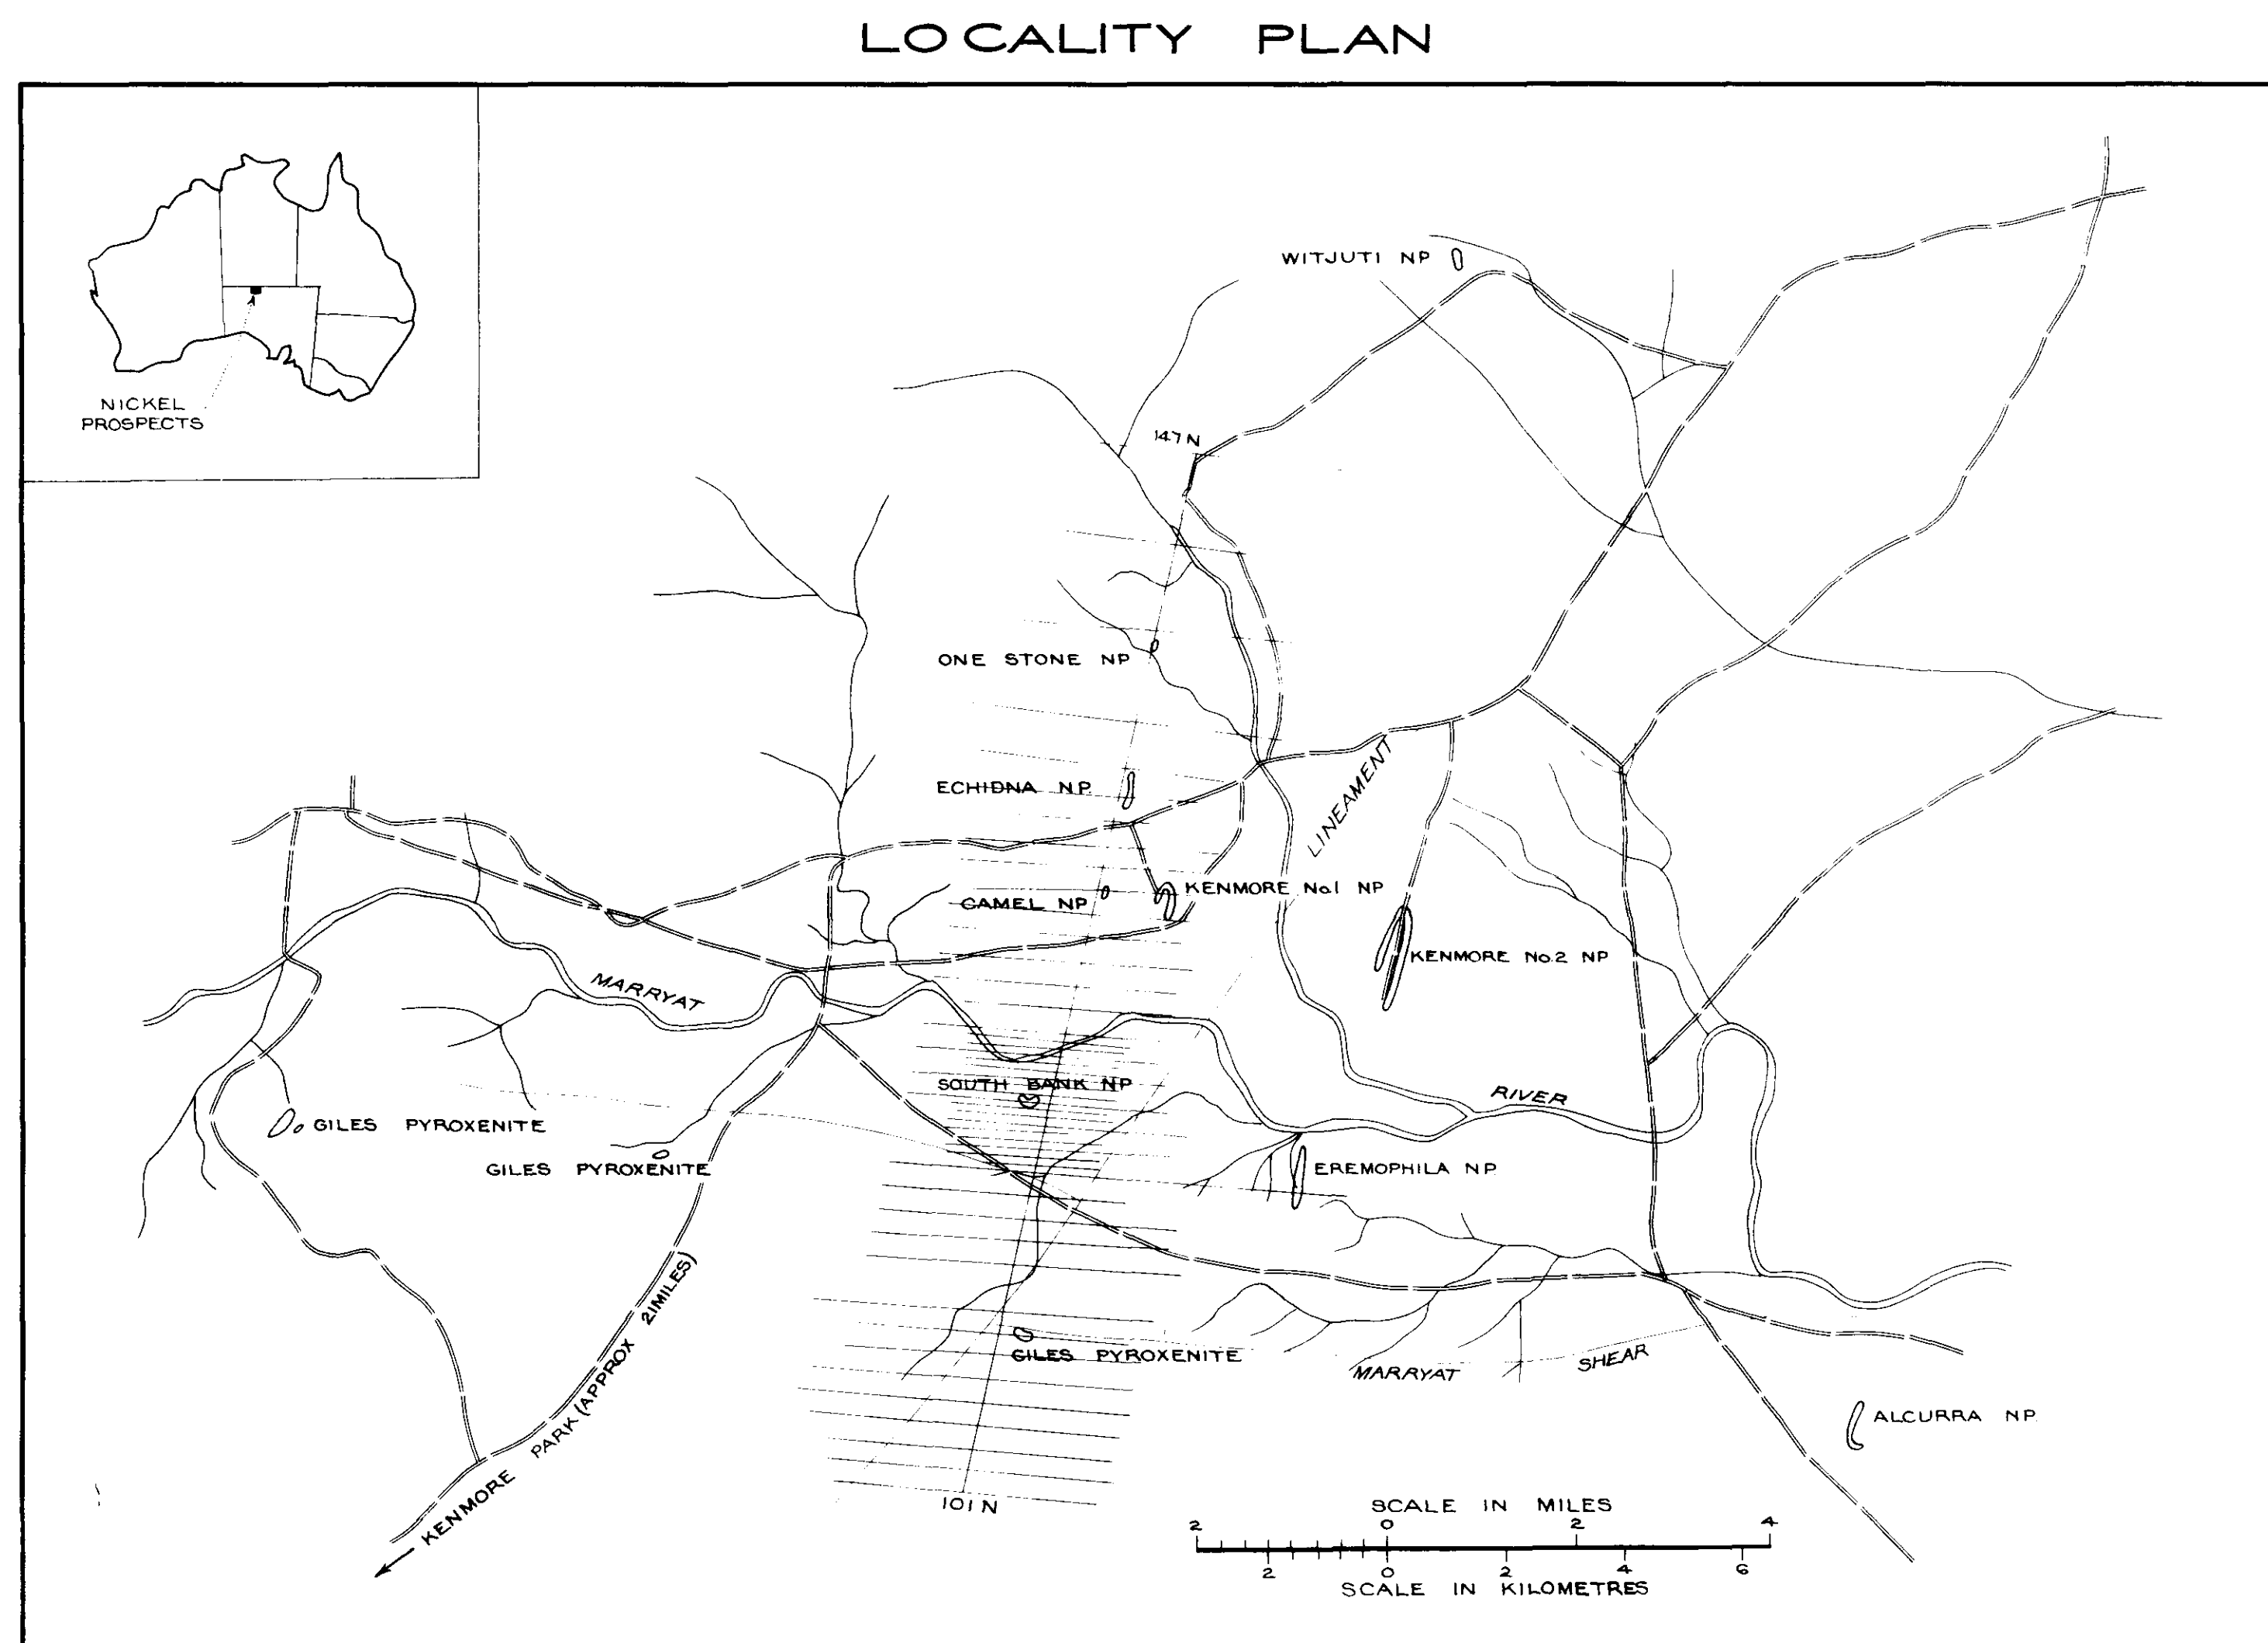 LOCALITY PLAN
NICKEL
PROSPECTS
WITJUTI NP
147N
ONE STONE NP
LINEAMENT
ECHIDNA NP
KENMORE No.1 NP
CAMEL NP
KENMORE No.2 NP
MARRYAT
SOUTH BANK NP
RIVER
GILES PYROXENITE
GILES PYROXENITE
EREMOPHILA NP
GILES PYROXENITE
MARRYAT SHEAR
ALCURRA NP
KENMORE PARK (APPROX 21MILES)
101N
SCALE IN MILES
2 0 2 4
2 0 2 4 6
SCALE IN KILOMETRES